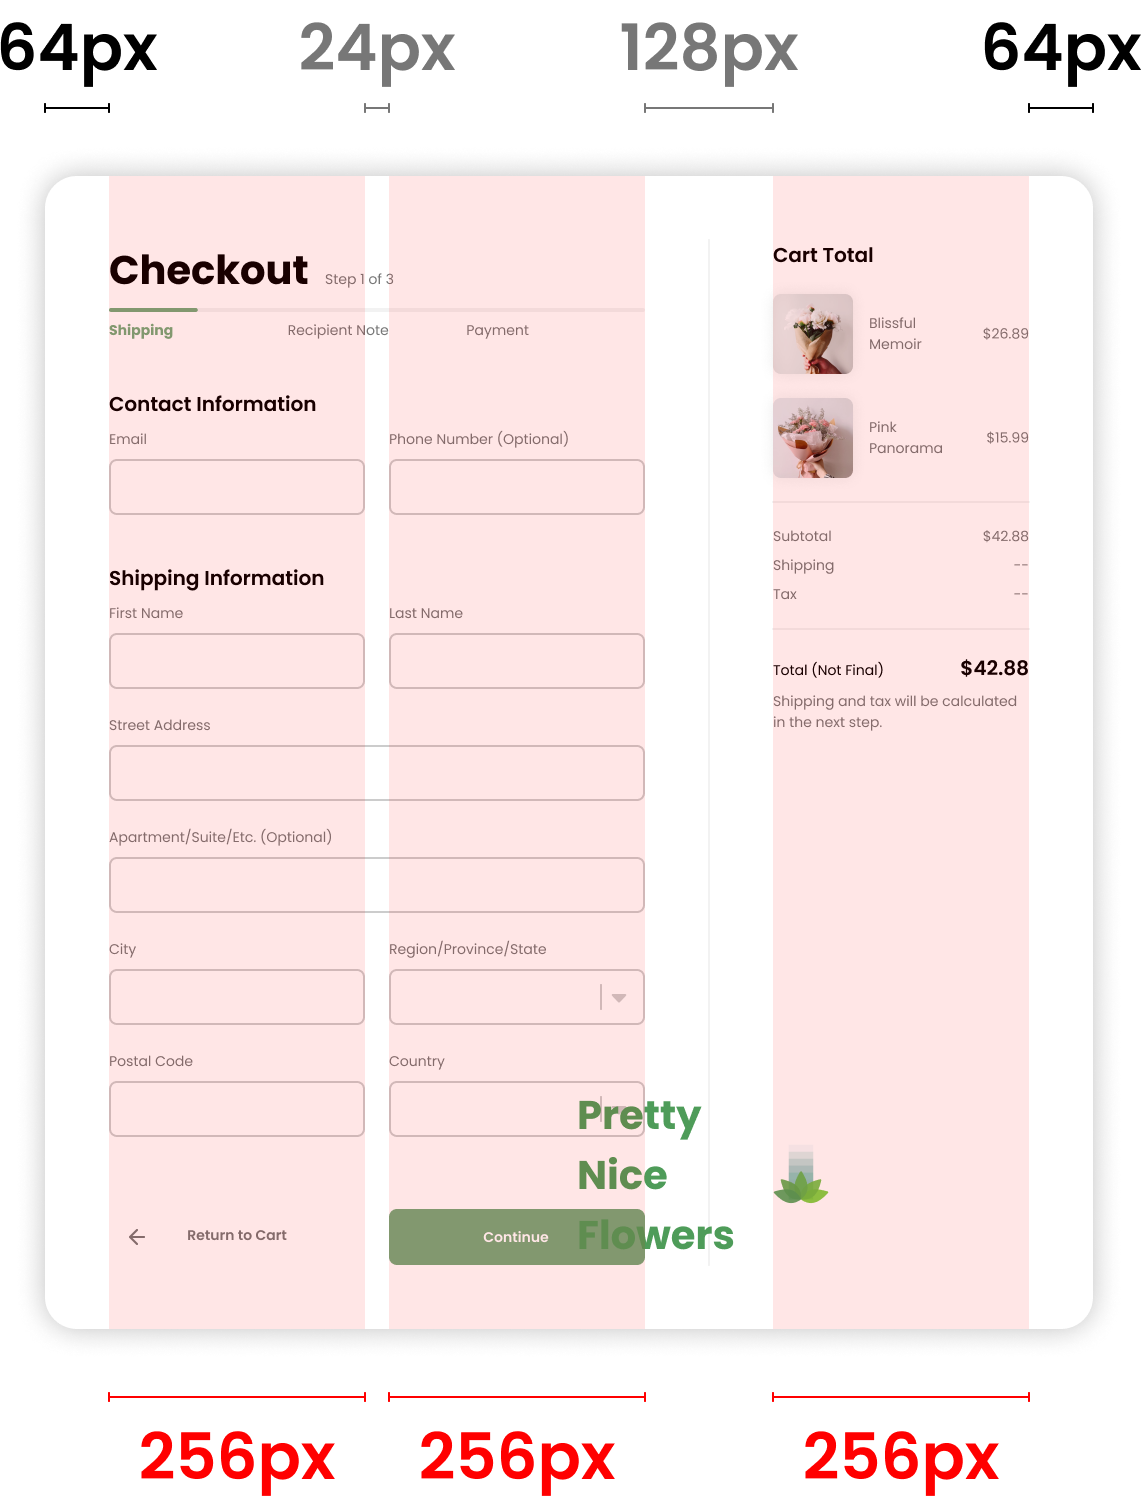 64px 24px 128px 64px
Checkout Step 1 of 3
Shipping Recipient Note Payment
Contact Information
Email Phone Number (Optional)
Shipping Information
First Name Last Name
Street Address
Apartment/Suite/Etc. (Optional)
City Region/Province/State
Postal Code Country
Return to Cart Continue
Pretty
Nice
Flowers
Cart Total
Blissful
Memoir
$26.89
Pink
Panorama
$15.99
Subtotal $42.88
Shipping --
Tax --
Total (Not Final) $42.88
Shipping and tax will be calculated
in the next step.
256px 256px 256px